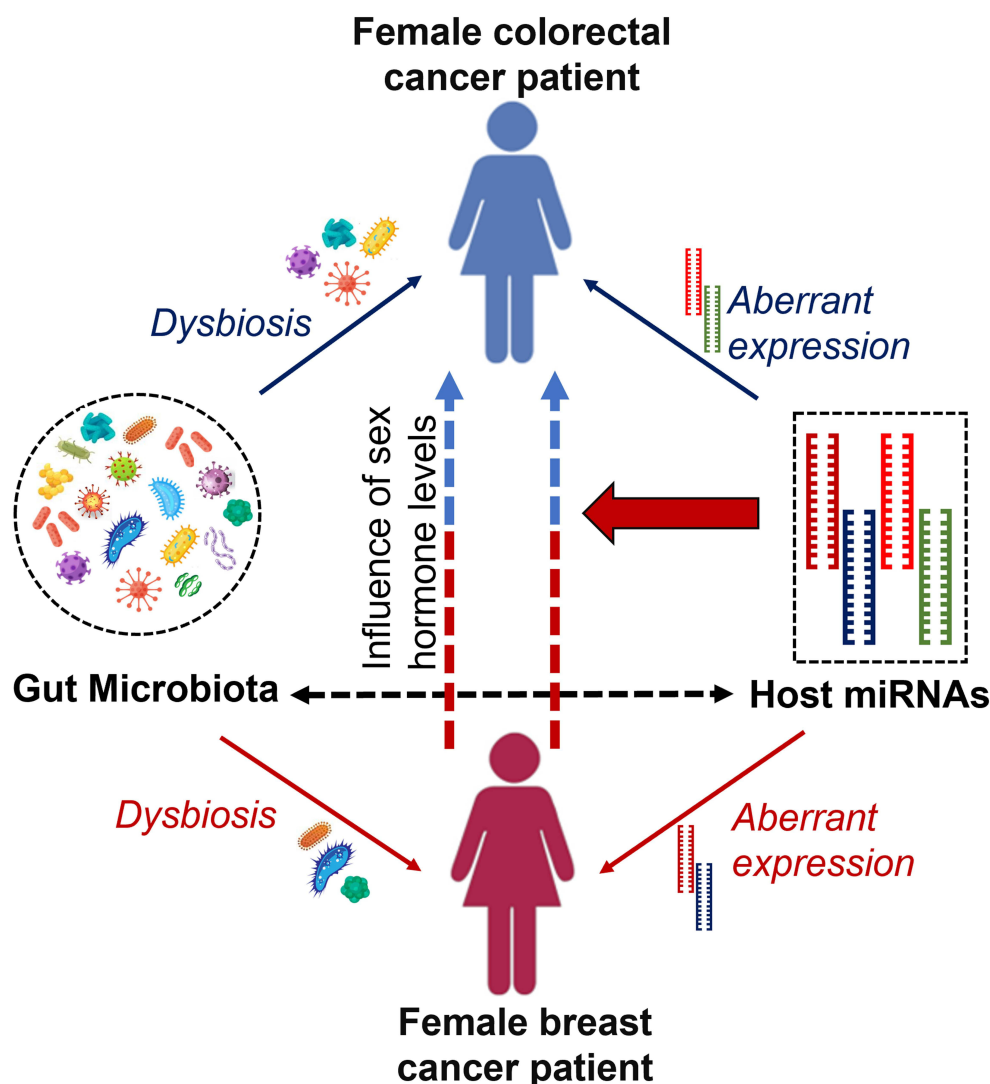 Female colorectal
cancer patient
Dysbiosis
Aberrant
expression
Influence of sex
hormone levels
Gut Microbiota
Host miRNAs
Dysbiosis
Aberrant
expression
Female breast
cancer patient